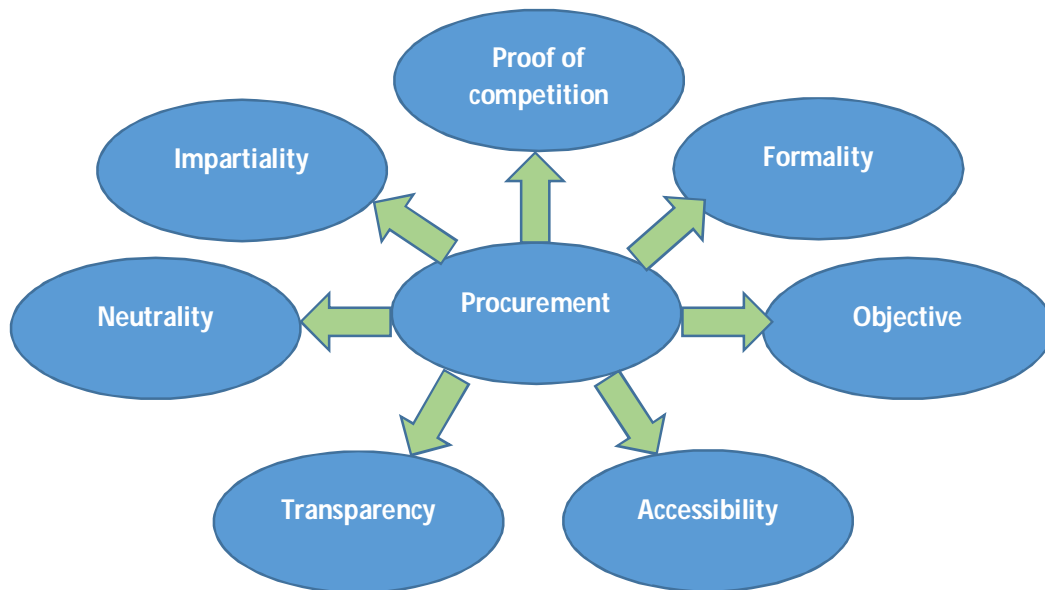 Proof of
competition
Impartiality
Formality
Neutrality
Procurement
Objective
Transparency
Accessibility